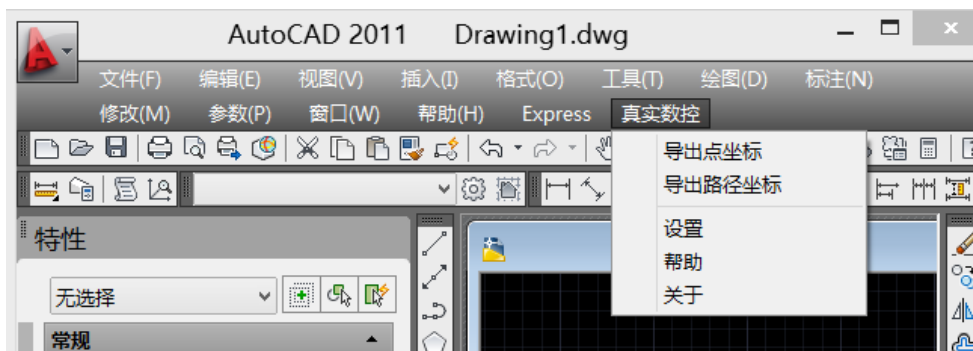 AutoCAD 2011 Drawing1.dwg
文件(F) 编辑(E) 视图(V) 插入(I) 格式(O) 工具(T) 绘图(D) 标注(N)
修改(M) 参数(P) 窗口(W) 帮助(H) Express 真实数控
导出点坐标
导出路径坐标
设置
帮助
关于
特性
无选择
常规